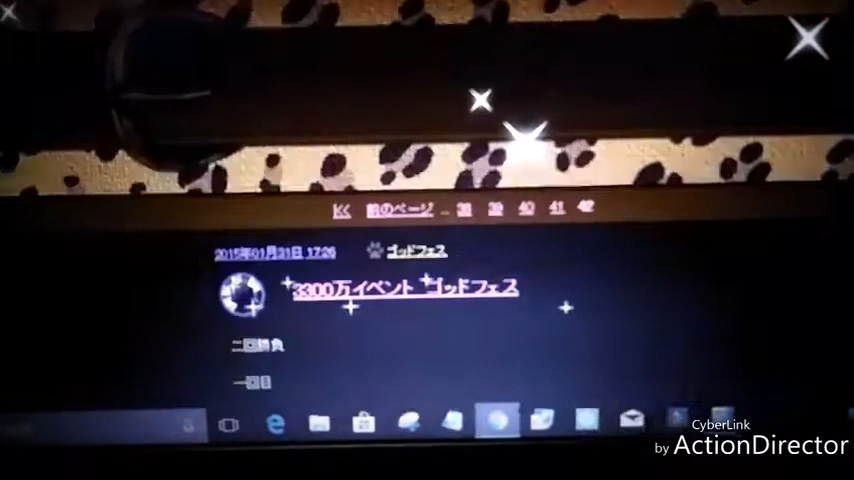 << 前のページ … 38 39 40 41 42
2015年01月31日 17:26 ゴッドフェス
3300万イベント ゴッドフェス
二回勝負
一回目
CyberLink
by ActionDirector